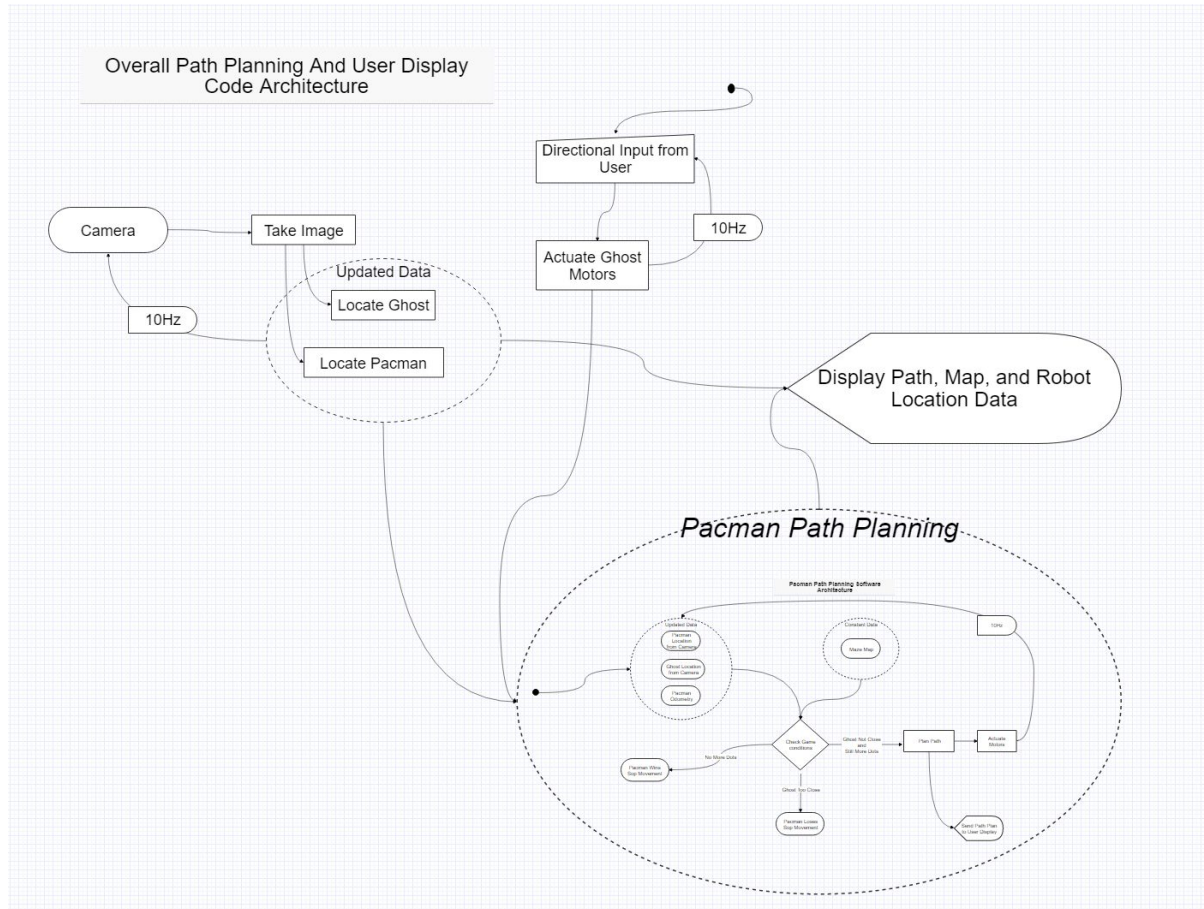 Overall Path Planning And User Display
Code Architecture
Directional Input from
User
Camera
Take Image
10Hz
Actuate Ghost
Motors
Updated Data
Locate Ghost
10Hz
Locate Pacman
Display Path, Map, and Robot
Location Data
Pacman Path Planning
Pacman Path Planning Software
Architecture
Updated Data
Pacman
Location
from Camera
Ghost Location
from Camera
Pacman
Odometry
Constant Data
Maze Map
10Hz
Check Game
conditions
Ghost Not Close
and
Still More Dots
Plan Path
Actuate
Motors
No More Dots
Pacman Wins
Stop Movement
Ghost Too Close
Pacman Loses
Stop Movement
Send Path Plan
to User Display